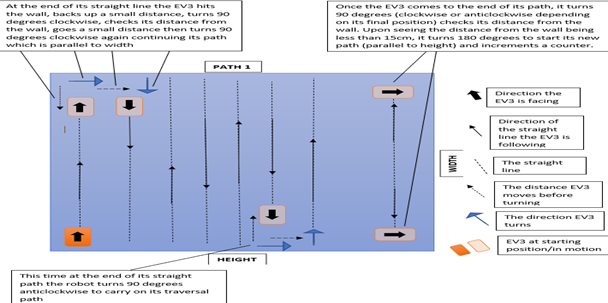 At the end of its straight line the EV3 hits
the wall, backs up a small distance, turns 90
degrees clockwise, checks its distance from
the wall, goes a small distance then turns 90
degrees clockwise again continuing its path
which is parallel to width
Once the EV3 comes to the end of its path, it turns
90 degrees (clockwise or anticlockwise depending
on its final position) checks its distance from the
wall. Upon seeing the distance from the wall being
less than 15cm, it turns 180 degrees to start its new
path (parallel to height) and increments a counter.
PATH 1
Direction the
EV3 is facing
Direction of
the straight
line the EV3 is
following
WIDTH
The straight
line
The distance EV3
moves before
turning
The direction EV3
turns
EV3 at starting
position/in motion
HEIGHT
This time at the end of its straight
path the robot turns 90 degrees
anticlockwise to carry on its traversal
path